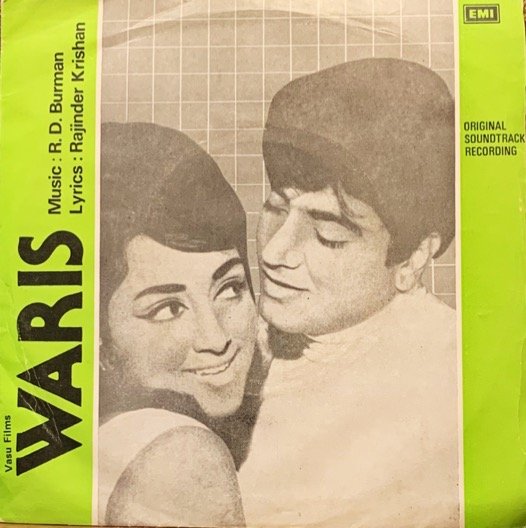 EMI
ORIGINAL
SOUNDTRACK
RECORDING
Music : R. D. Burman
Lyrics : Rajinder Krishan
WARIS
Vasu Films